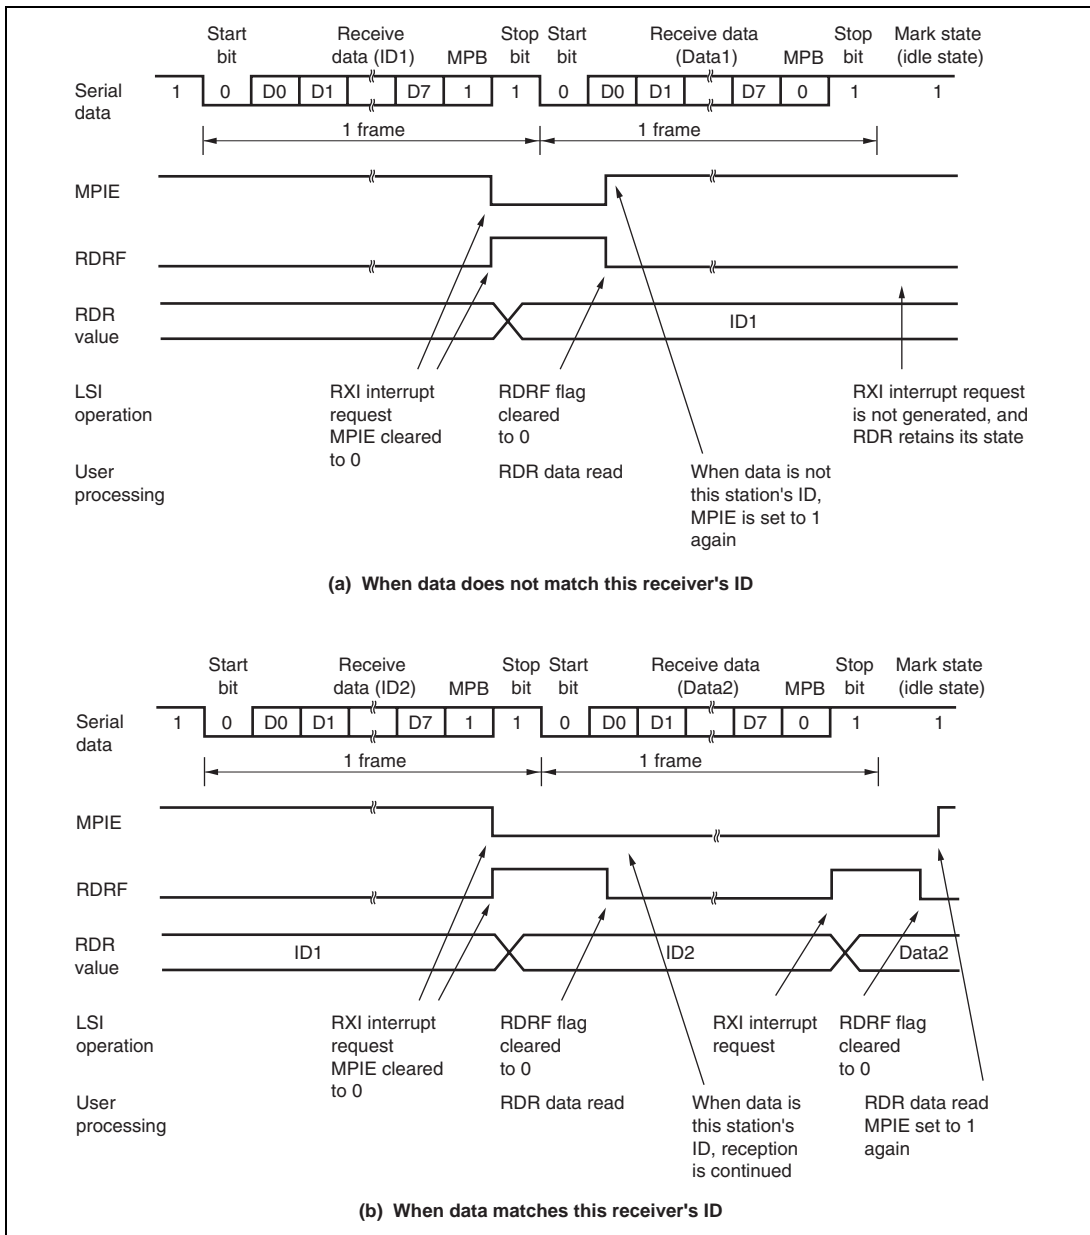 Start bit
Receive data (ID1)
MPB
Stop bit
Start bit
Receive data (Data1)
MPB
Stop bit
Mark state (idle state)
Serial data
1 0 D0 D1 D7 1 1 0 D0 D1 D7 0 1 1
1 frame
1 frame
MPIE
RDRF
RDR value
ID1
LSI operation
RXI interrupt request MPIE cleared to 0
RDRF flag cleared to 0
RXI interrupt request is not generated, and RDR retains its state
User processing
RDR data read
When data is not this station's ID, MPIE is set to 1 again
(a) When data does not match this receiver's ID
Start bit
Receive data (ID2)
MPB
Stop bit
Start bit
Receive data (Data2)
MPB
Stop bit
Mark state (idle state)
Serial data
1 0 D0 D1 D7 1 1 0 D0 D1 D7 0 1 1
1 frame
1 frame
MPIE
RDRF
RDR value
ID1
ID2
Data2
LSI operation
RXI interrupt request MPIE cleared to 0
RDRF flag cleared to 0
RXI interrupt request
RDRF flag cleared to 0
User processing
RDR data read
When data is this station's ID, reception is continued
RDR data read MPIE set to 1 again
(b) When data matches this receiver's ID